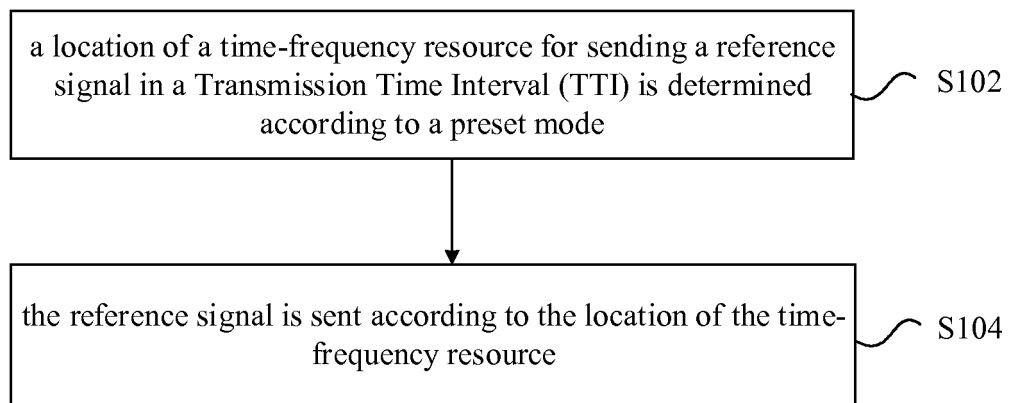 a location of a time-frequency resource for sending a reference
signal in a Transmission Time Interval (TTI) is determined
according to a preset mode
S102
the reference signal is sent according to the location of the time-
frequency resource
S104